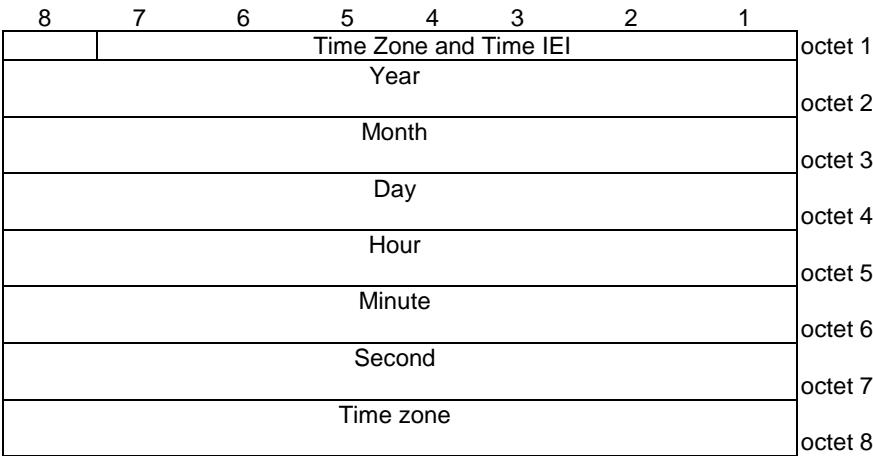 8 7 6 5 4 3 2 1
Time Zone and Time IEI octet 1
Year
octet 2
Month
octet 3
Day
octet 4
Hour
octet 5
Minute
octet 6
Second
octet 7
Time zone
octet 8